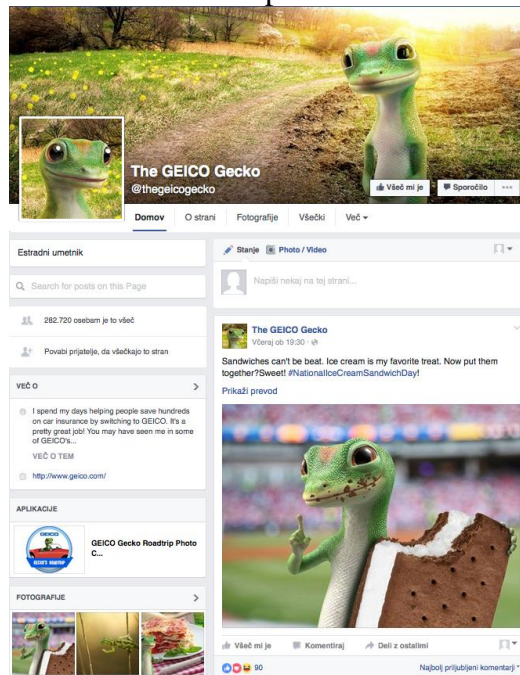 The GEICO Gecko
@thegeicogecko
Všeč mi je
Sporočilo
Domov
O strani
Fotografije
Všečki
Več
Estradni umetnik
Search for posts on this Page
282.720 osebam je to všeč
Povabi prijatelje, da všečkajo to stran
VEČ O
I spend my days helping people save hundreds
on car insurance by switching to GEICO. It's a
pretty great job! You may have seen me in some
of GEICO's...
VEČ O TEM
http://www.geico.com/
APLIKACIJE
GEICO
GECKO'S ROADTRIP
GEICO Gecko Roadtrip Photo
C...
FOTOGRAFIJE
Stanje
Photo / Video
Napiši nekaj na tej strani...
The GEICO Gecko
Včeraj ob 19:30
Sandwiches can't be beat. Ice cream is my favorite treat. Now put them
together?Sweet! #NationalIceCreamSandwichDay!
Prikaži prevod
Všeč mi je
Komentiraj
Deli z ostalimi
90
Najbolj priljubljeni komentarji